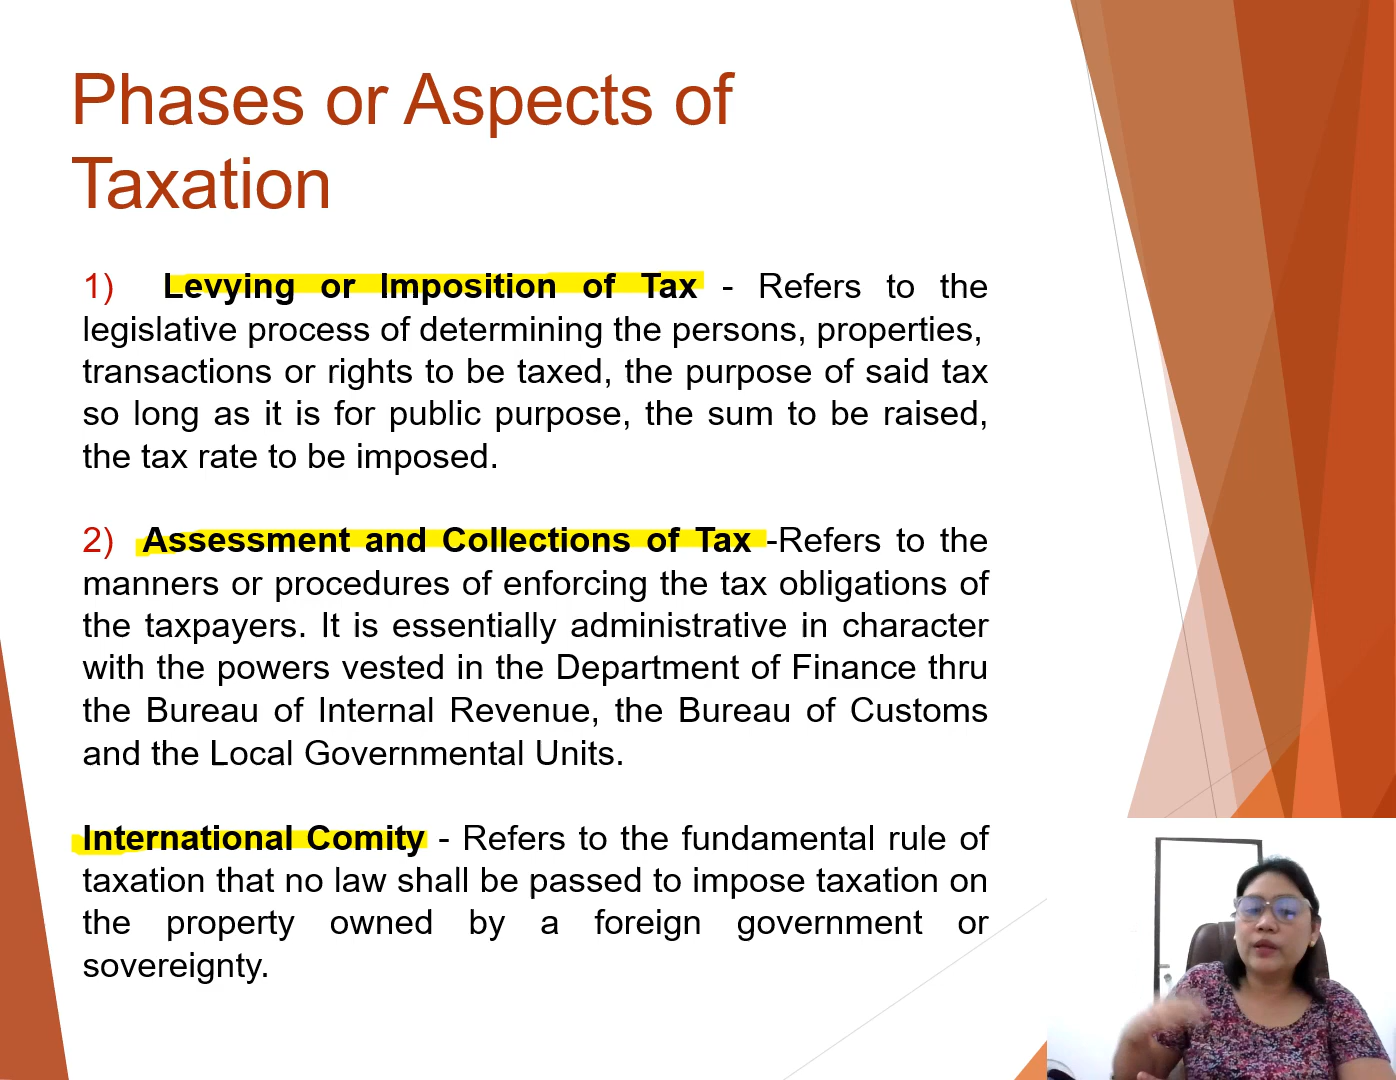 Phases or Aspects of
Taxation
1) Levying or Imposition of Tax - Refers to the
legislative process of determining the persons, properties,
transactions or rights to be taxed, the purpose of said tax
so long as it is for public purpose, the sum to be raised,
the tax rate to be imposed.
2) Assessment and Collections of Tax -Refers to the
manners or procedures of enforcing the tax obligations of
the taxpayers. It is essentially administrative in character
with the powers vested in the Department of Finance thru
the Bureau of Internal Revenue, the Bureau of Customs
and the Local Governmental Units.
International Comity - Refers to the fundamental rule of
taxation that no law shall be passed to impose taxation on
the property owned by a foreign government or
sovereignty.